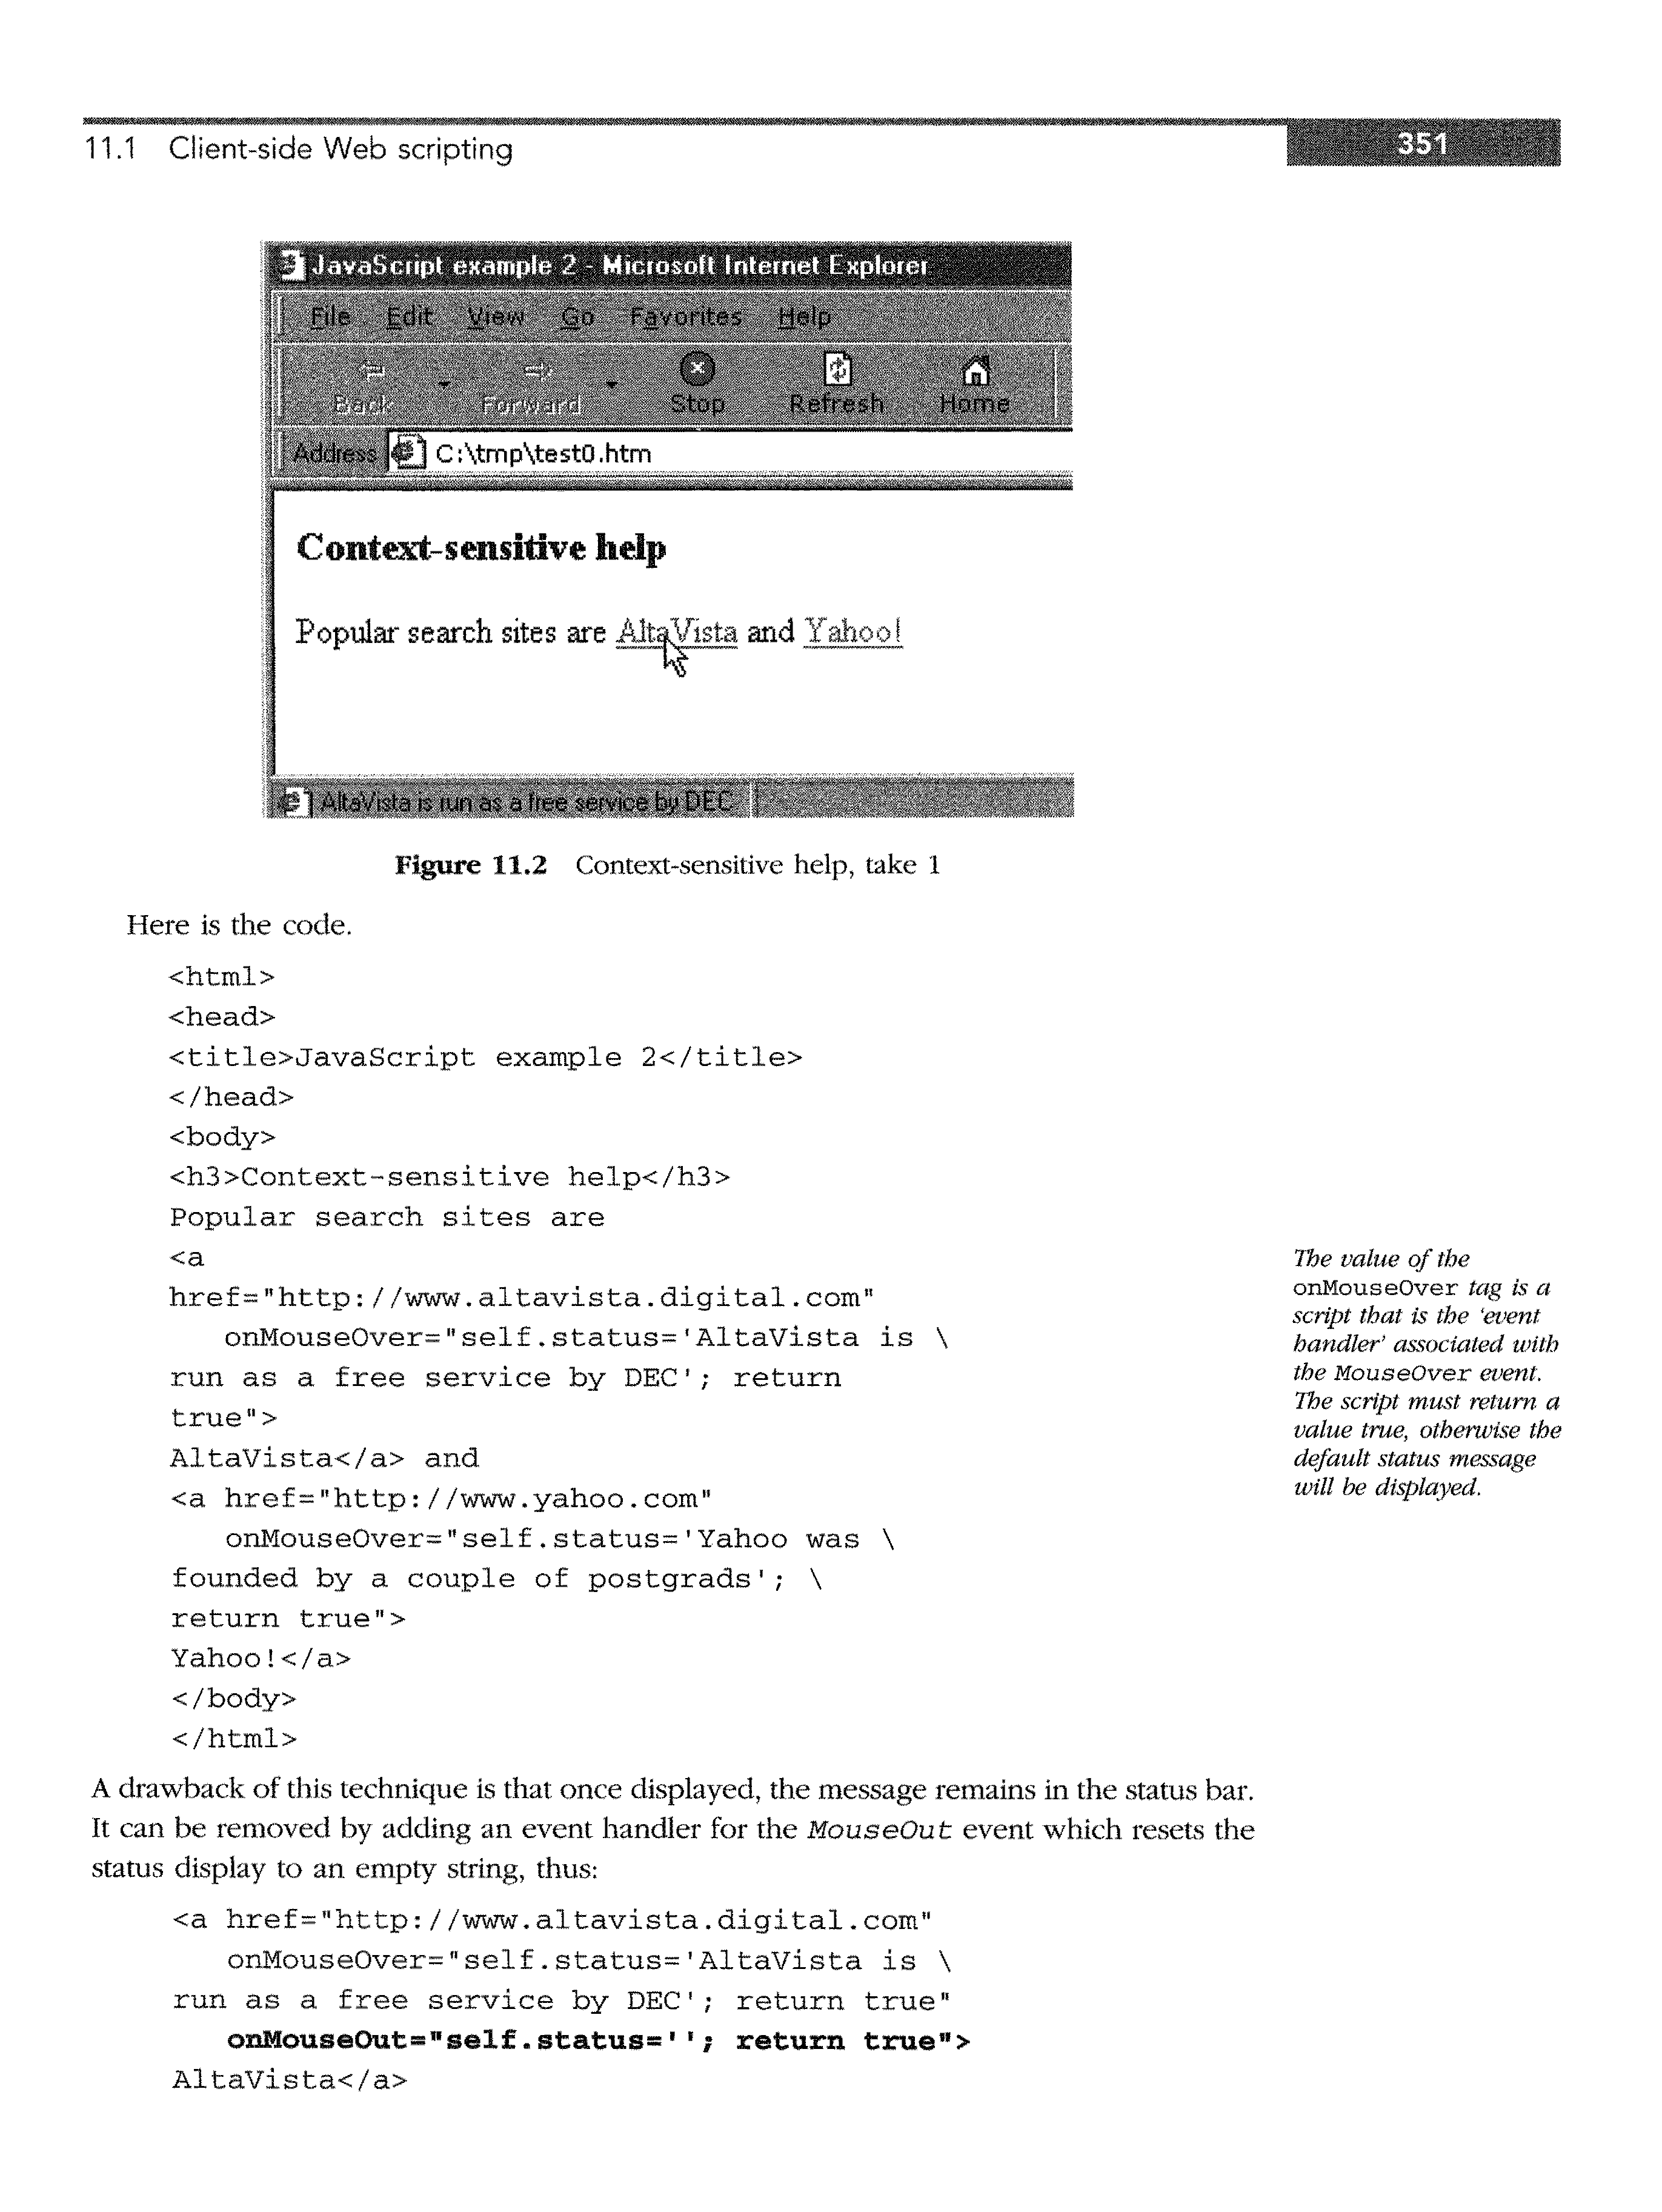 11.1 Client-side Web scripting
351
JavaScript example 2 - Microsoft Internet Explorer
File Edit View Go Favorites Help
Back Forward Stop Refresh Home
Address C:\tmp\test0.htm
Context-sensitive help
Popular search sites are AltaVista and Yahoo!
AltaVista is run as a free service by DEC
Figure 11.2 Context-sensitive help, take 1
Here is the code.
<html>
<head>
<title>JavaScript example 2</title>
</head>
<body>
<h3>Context-sensitive help</h3>
Popular search sites are
<a
href="http://www.altavista.digital.com"
onMouseOver="self.status='AltaVista is \
run as a free service by DEC'; return
true">
AltaVista</a> and
<a href="http://www.yahoo.com"
onMouseOver="self.status='Yahoo was \
founded by a couple of postgrads'; \
return true">
Yahoo!</a>
</body>
</html>
The value of the
onMouseOver tag is a
script that is the 'event
handler' associated with
the MouseOver event.
The script must return a
value true, otherwise the
default status message
will be displayed.
A drawback of this technique is that once displayed, the message remains in the status bar.
It can be removed by adding an event handler for the MouseOut event which resets the
status display to an empty string, thus:
<a href="http://www.altavista.digital.com"
onMouseOver="self.status='AltaVista is \
run as a free service by DEC'; return true"
onMouseOut="self.status=''; return true">
AltaVista</a>